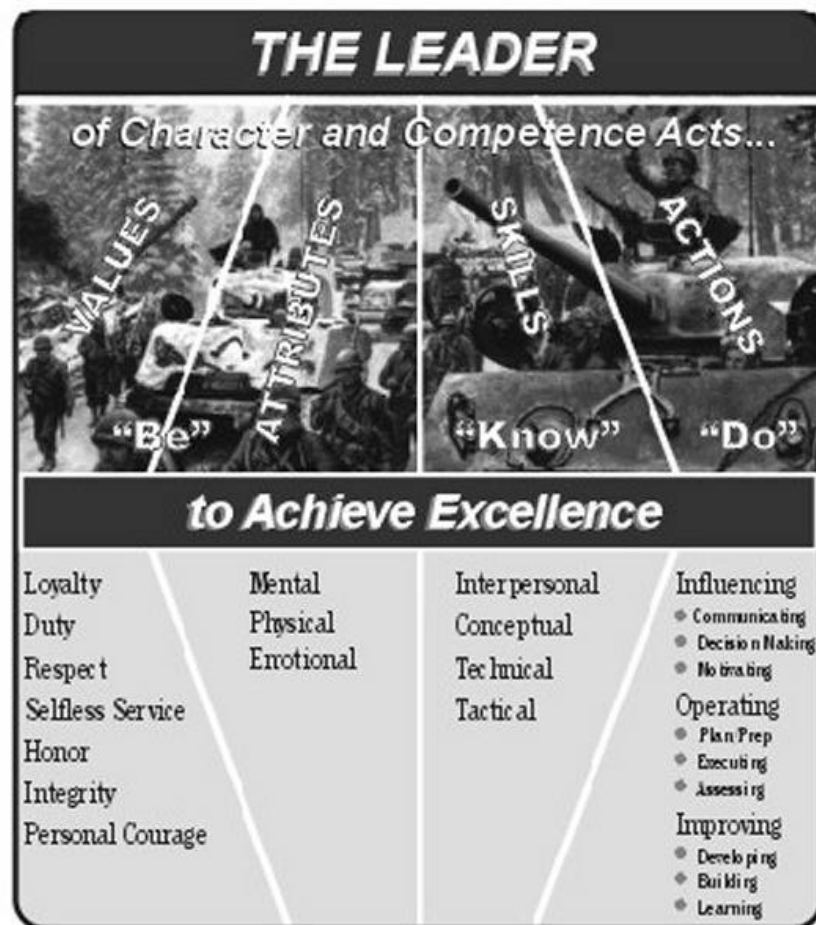 THE LEADER
of Character and Competence Acts...
VALUES
ATTRIBUTES
SKILLS
ACTIONS
“Be”
“Know”
“Do”
to Achieve Excellence
Loyalty
Duty
Respect
Selfless Service
Honor
Integrity
Personal Courage
Mental
Physical
Emotional
Interpersonal
Conceptual
Technical
Tactical
Influencing
Communicating
Decision Making
Motivating
Operating
Plan/Prep
Executing
Assessing
Improving
Developing
Building
Learning